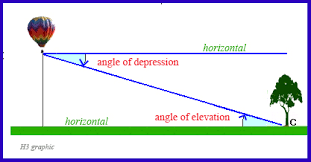 horizontal
angle of depression
angle of elevation
C
horizontal
H3 graphic